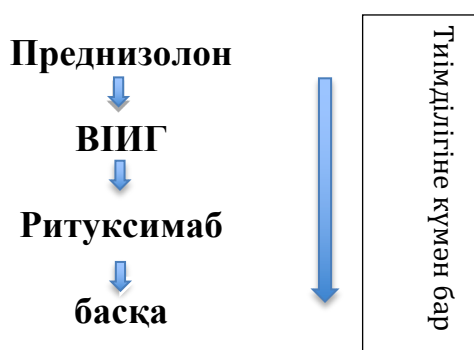 Преднизолон
ВІИГ
Ритуксимаб
басқа
Тиімділігіне күмән бар